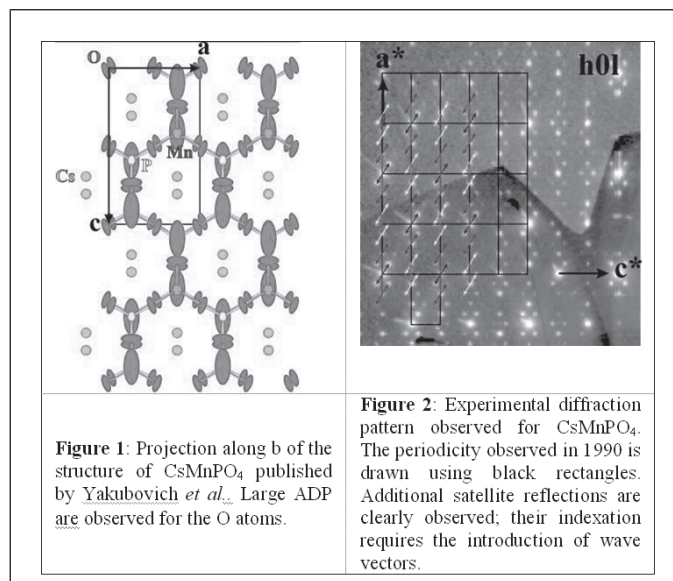 O
a
Mn
P
Cs
c
h0l
a*
c*
Figure 1: Projection along b of the
structure of CsMnPO4 published
by Yakubovich et al.. Large ADP
are observed for the O atoms.
Figure 2: Experimental diffraction
pattern observed for CsMnPO4.
The periodicity observed in 1990 is
drawn using black rectangles.
Additional satellite reflections are
clearly observed; their indexation
requires the introduction of wave
vectors.